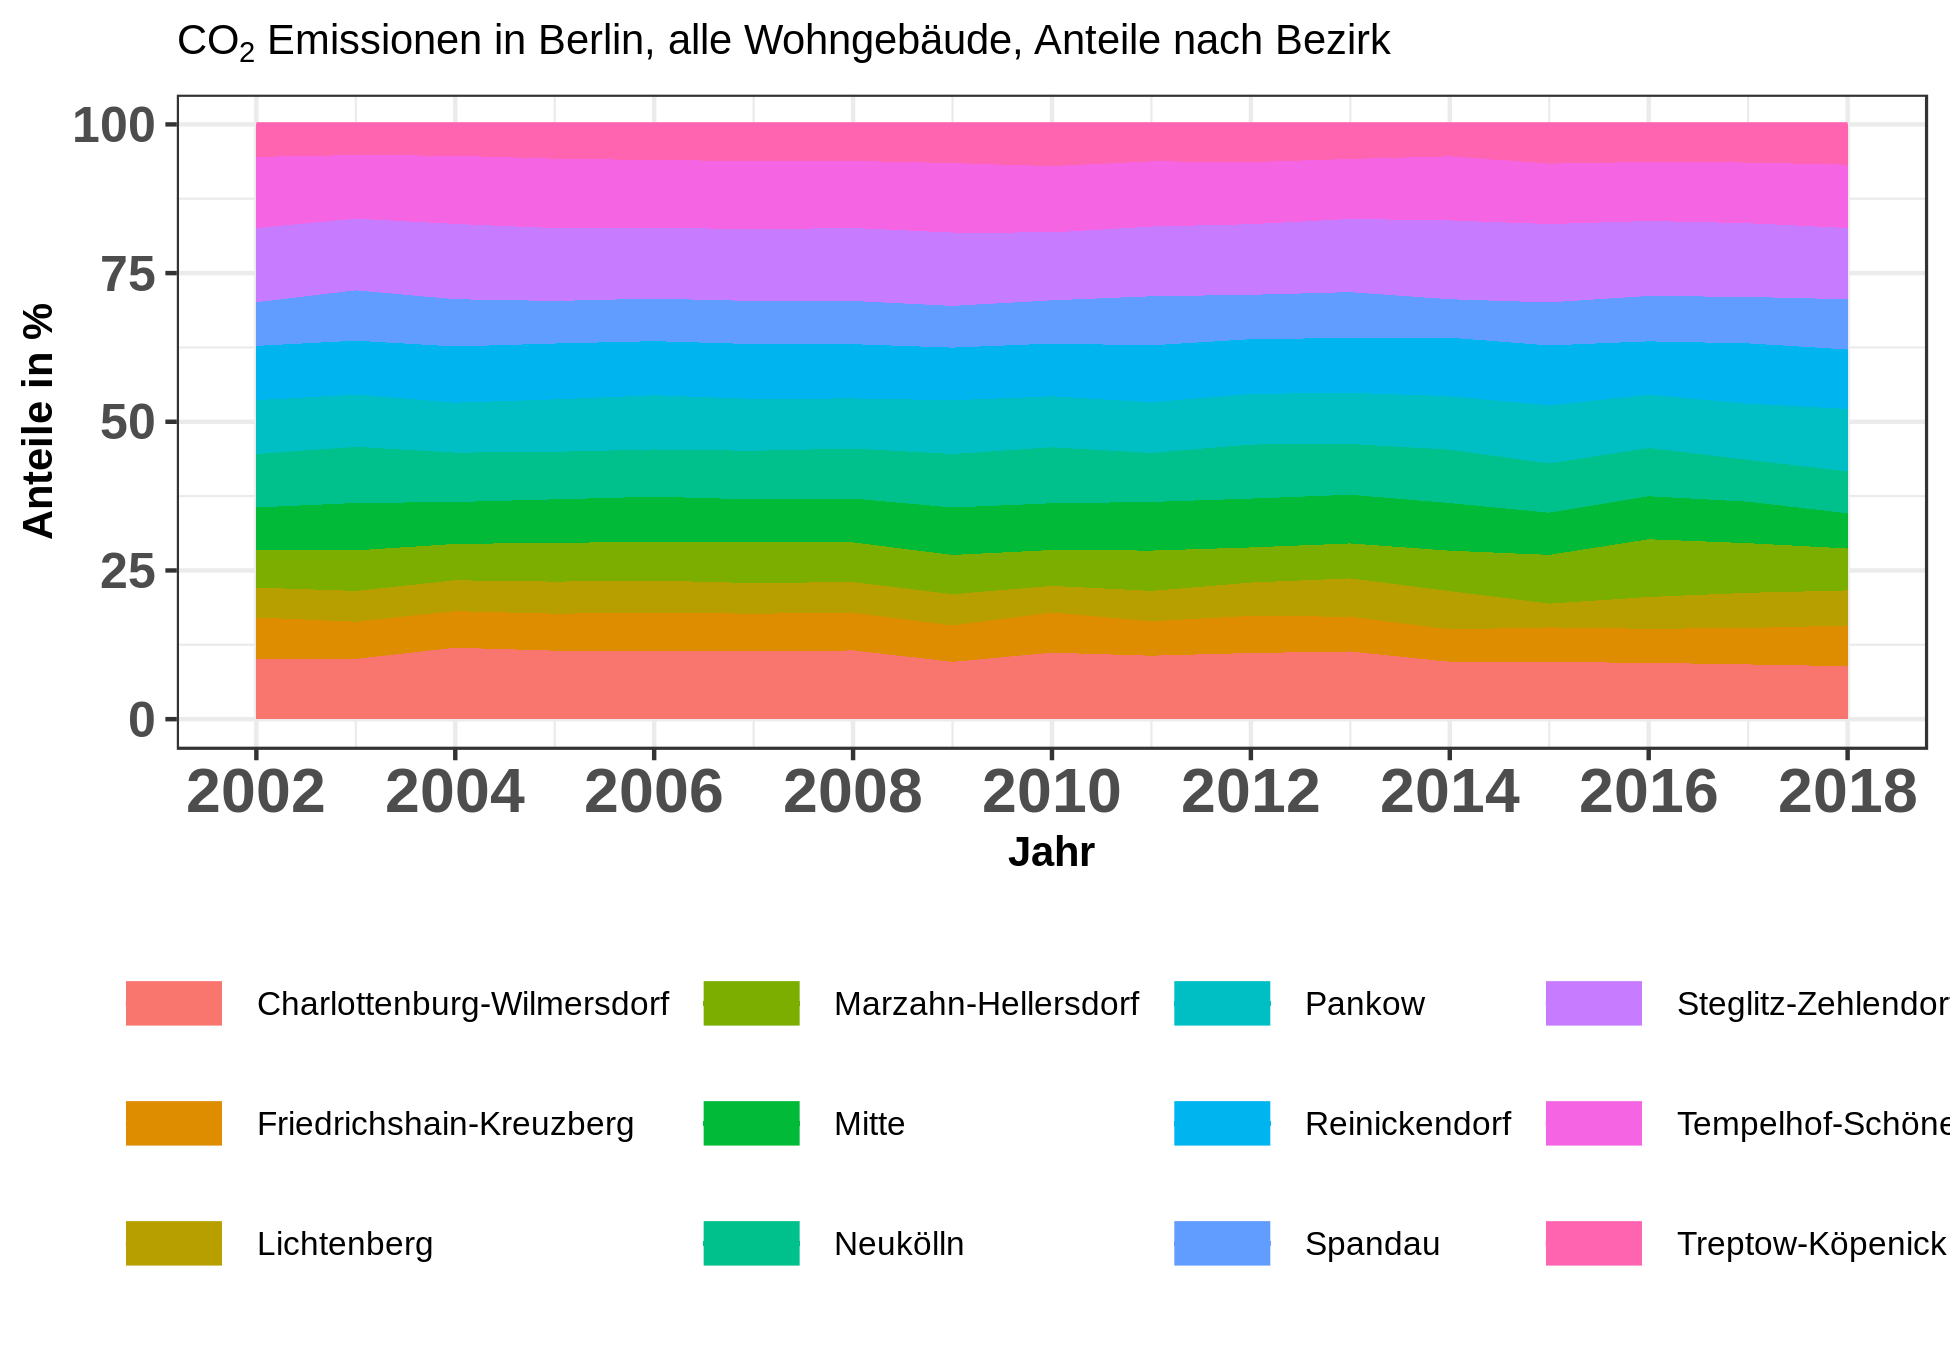 CO2 Emissionen in Berlin, alle Wohngebäude, Anteile nach Bezirk
100
75
50
25
0
Anteile in %
2002 2004 2006 2008 2010 2012 2014 2016 2018
Jahr
Charlottenburg-Wilmersdorf Marzahn-Hellersdorf Pankow Steglitz-Zehlendorf
Friedrichshain-Kreuzberg Mitte Reinickendorf Tempelhof-Schöne
Lichtenberg Neukölln Spandau Treptow-Köpenick